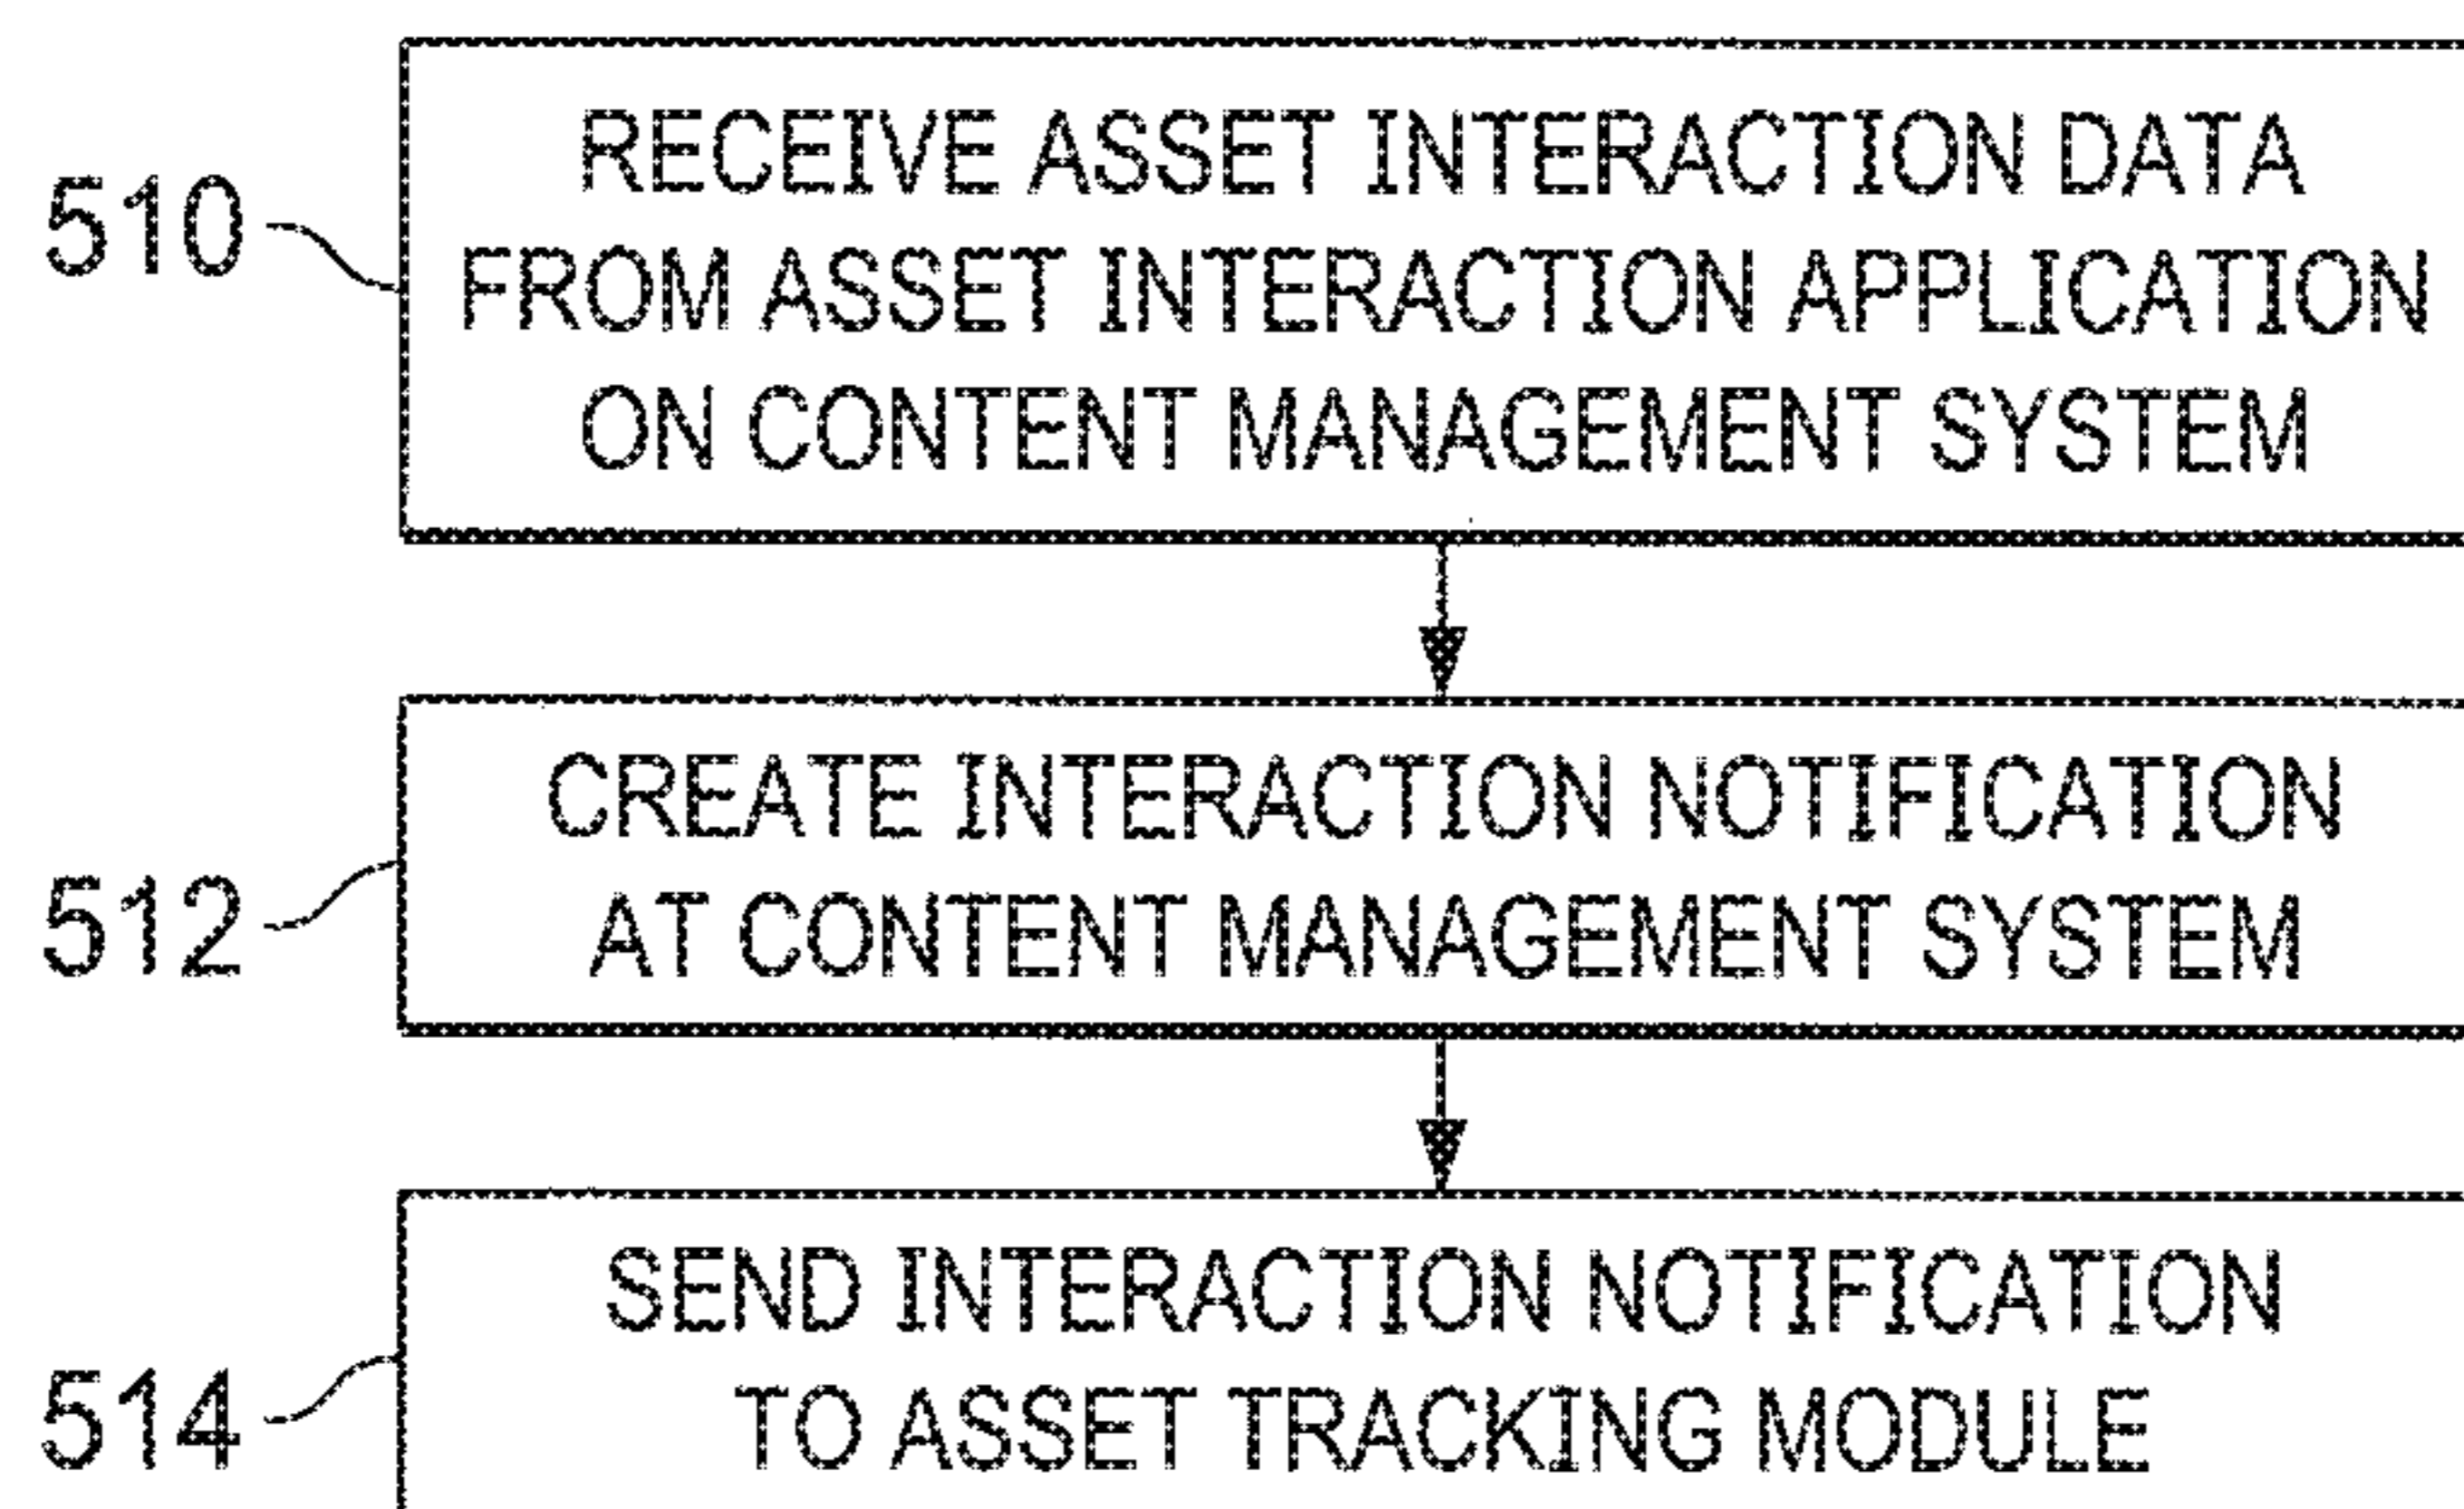 510
RECEIVE ASSET INTERACTION DATA
FROM ASSET INTERACTION APPLICATION
ON CONTENT MANAGEMENT SYSTEM
512
CREATE INTERACTION NOTIFICATION
AT CONTENT MANAGEMENT SYSTEM
514
SEND INTERACTION NOTIFICATION
TO ASSET TRACKING MODULE